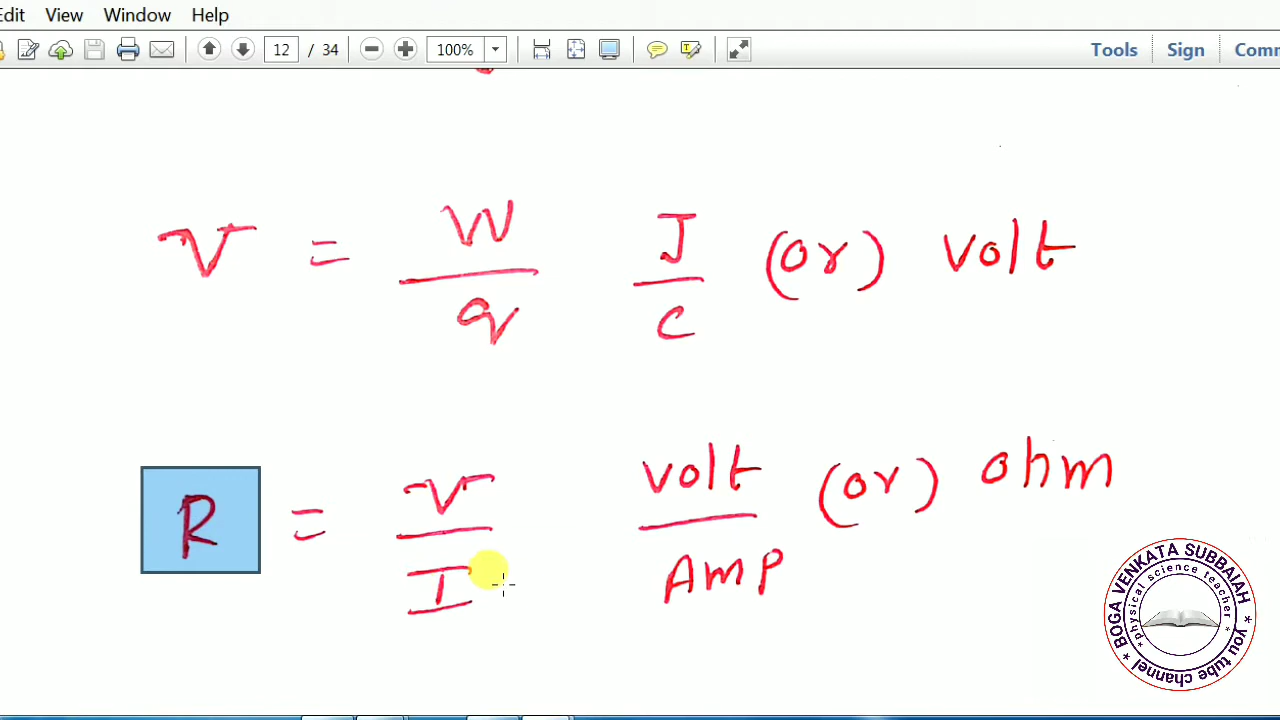 Edit View Window Help
12 / 34 100% Tools Sign Comm
V = W/q J/C (or) volt
R = V/I volt/Amp (or) ohm
* BOGA VENKATA SUBBAIAH * you tube channel
* physical science teacher *